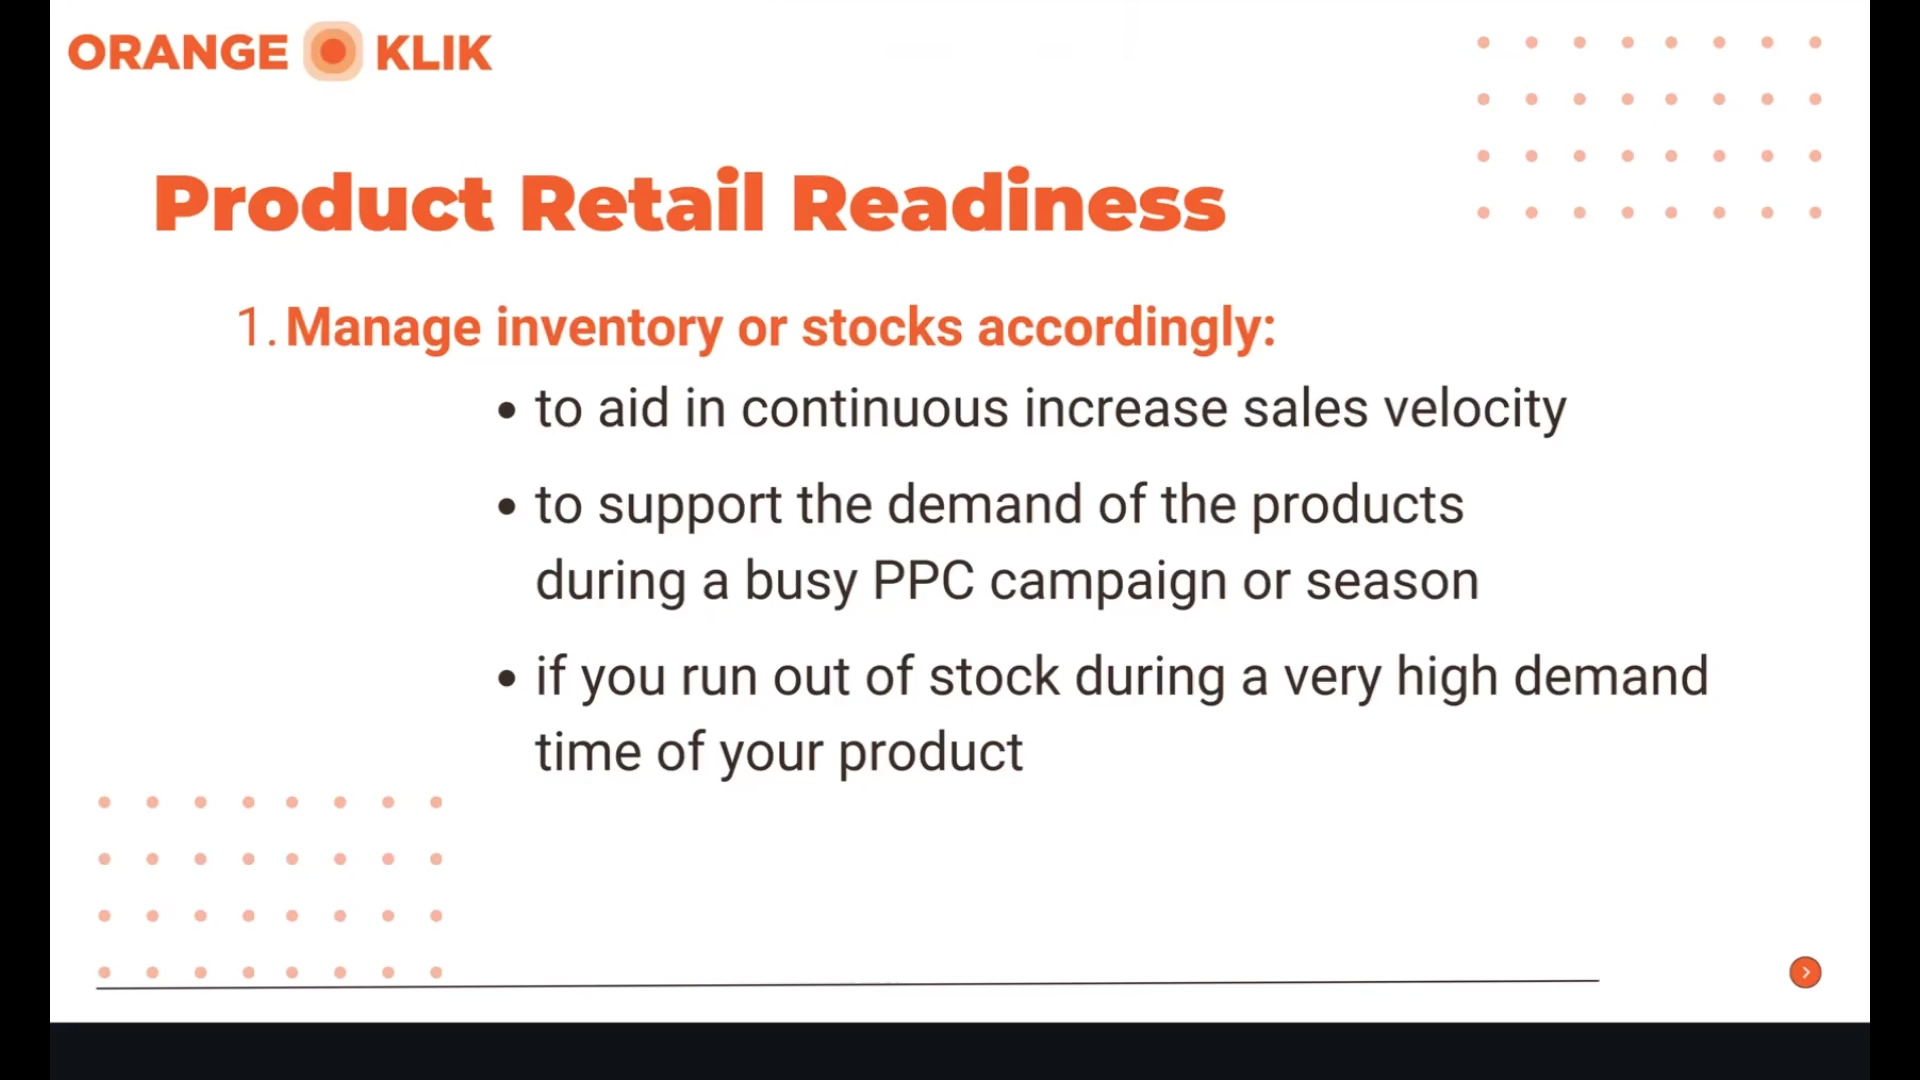 ORANGE KLIK
Product Retail Readiness
1. Manage inventory or stocks accordingly:
• to aid in continuous increase sales velocity
• to support the demand of the products
during a busy PPC campaign or season
• if you run out of stock during a very high demand
time of your product